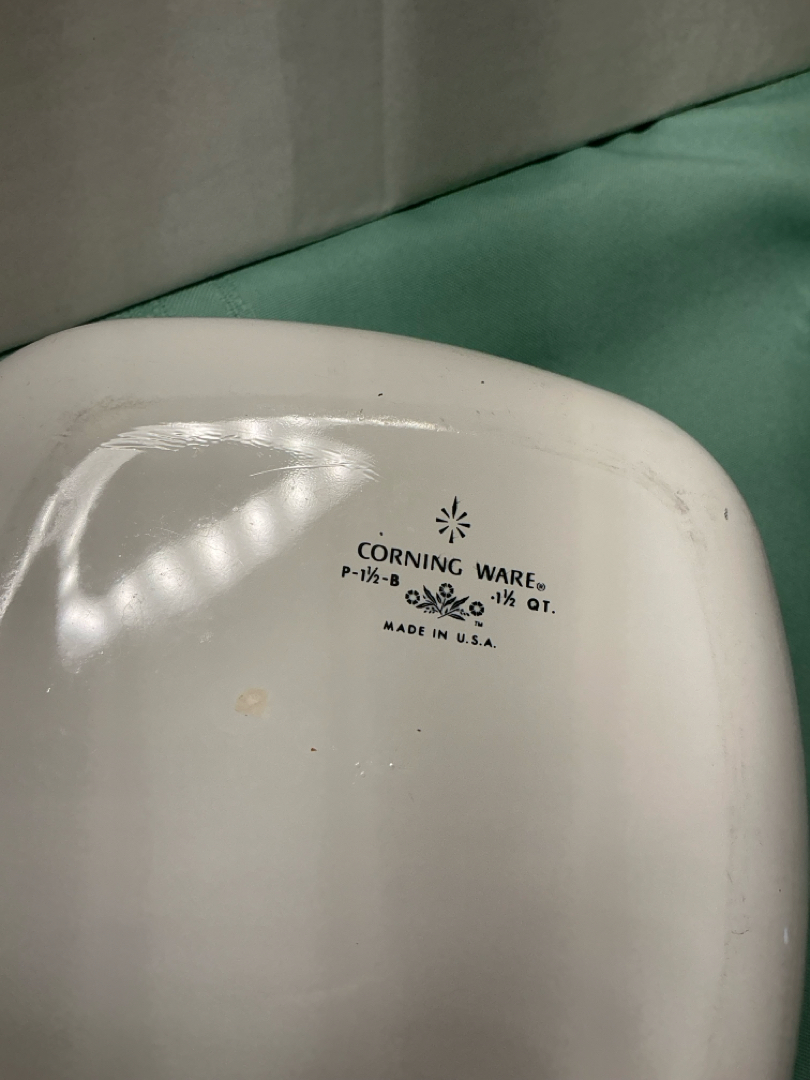 CORNING WARE®
P-1½-B ·1½ QT.
™
MADE IN U.S.A.